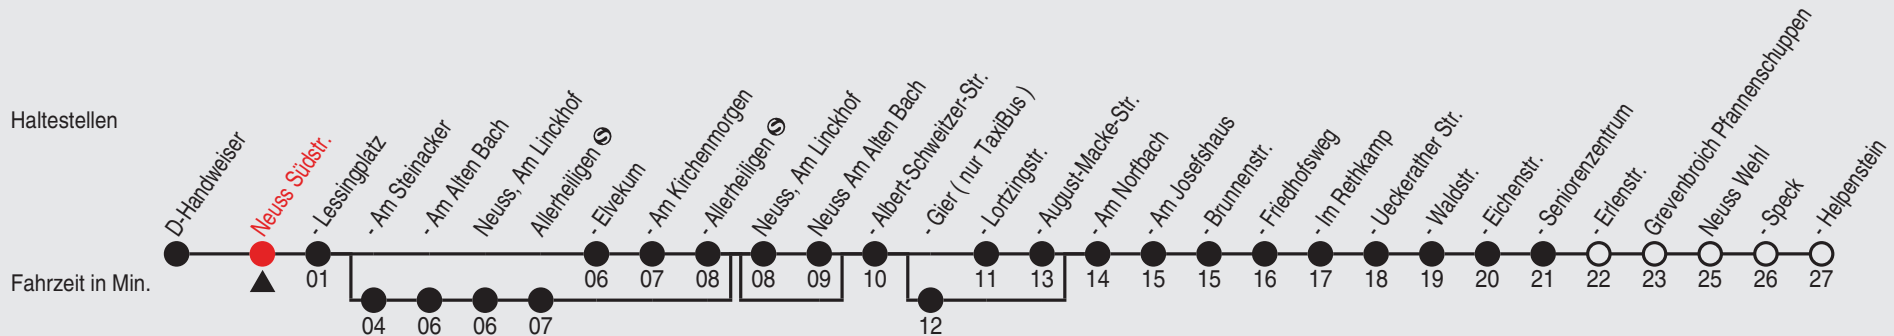 Haltestellen
D-Handweiser
Neuss Südstr.
- Lessingplatz
- Am Steinacker
- Am Alten Bach
Neuss, Am Linckhof
Allerheiligen S
- Elvekum
- Am Kirchenmorgen
- Allerheiligen S
Neuss, Am Linckhof
Neuss Am Alten Bach
- Albert-Schweitzer-Str.
- Gier ( nur TaxiBus )
- Lortzingstr.
- August-Macke-Str.
- Am Norfbach
- Am Josefshaus
- Brunnenstr.
- Friedhofsweg
- Im Rethkamp
- Ueckerather Str.
- Waldstr.
- Eichenstr.
- Seniorenzentrum
- Erlenstr.
Grevenbroich Pfannenschuppen
Neuss Wehl
- Speck
- Helpenstein
Fahrzeit in Min.
01 06 07 08 08 09 10 11 13 14 15 15 16 17 18 19 20 21 22 23 25 26 27
04 06 06 07 12